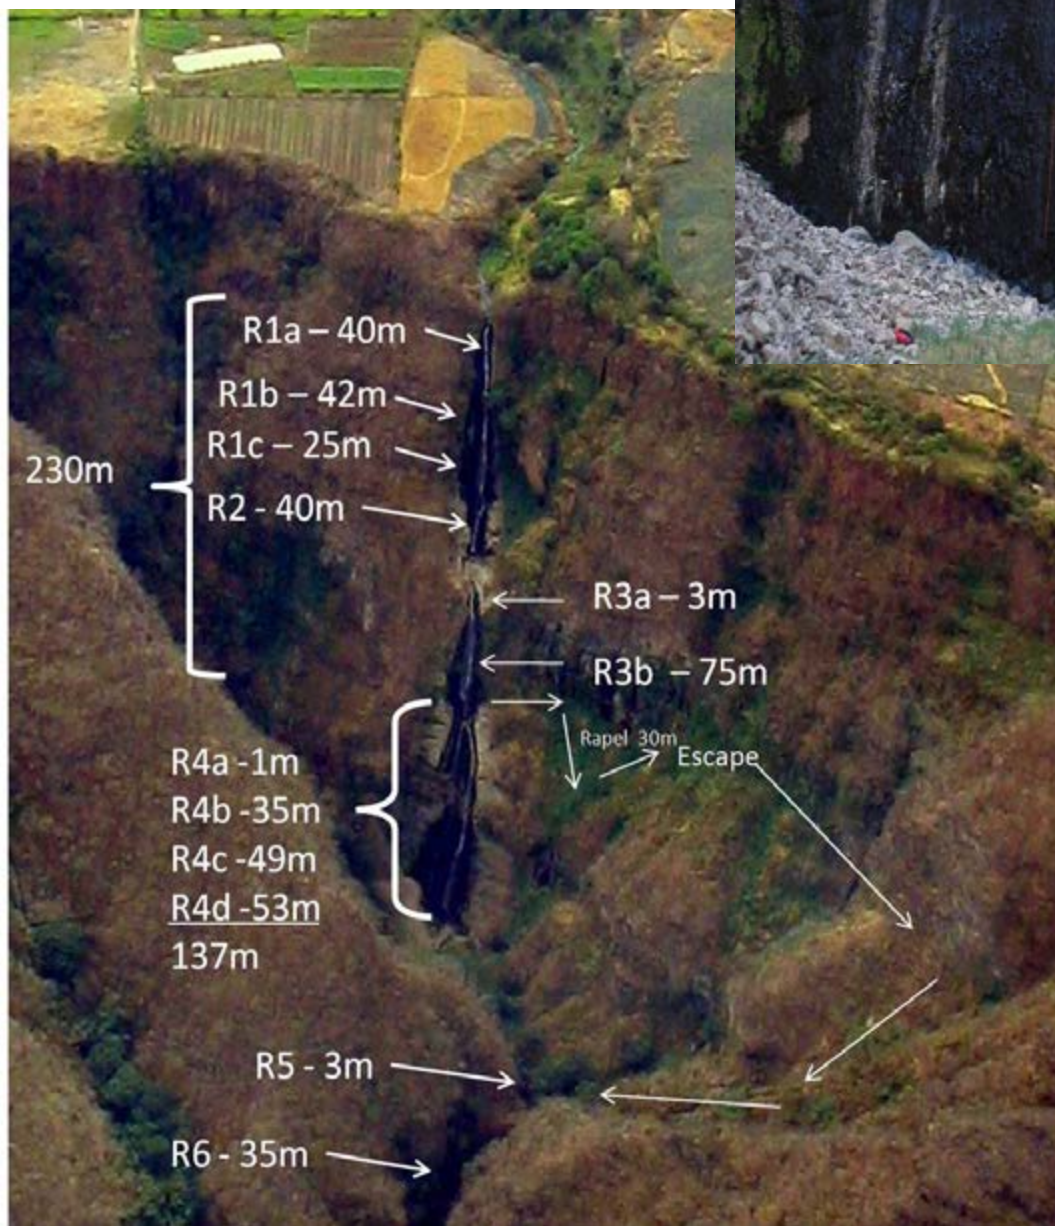 R1a – 40m
R1b – 42m
R1c – 25m
230m
R2 - 40m
R3a – 3m
R3b – 75m
Rapel 30m
Escape
R4a -1m
R4b -35m
R4c -49m
R4d -53m
137m
R5 - 3m
R6 - 35m